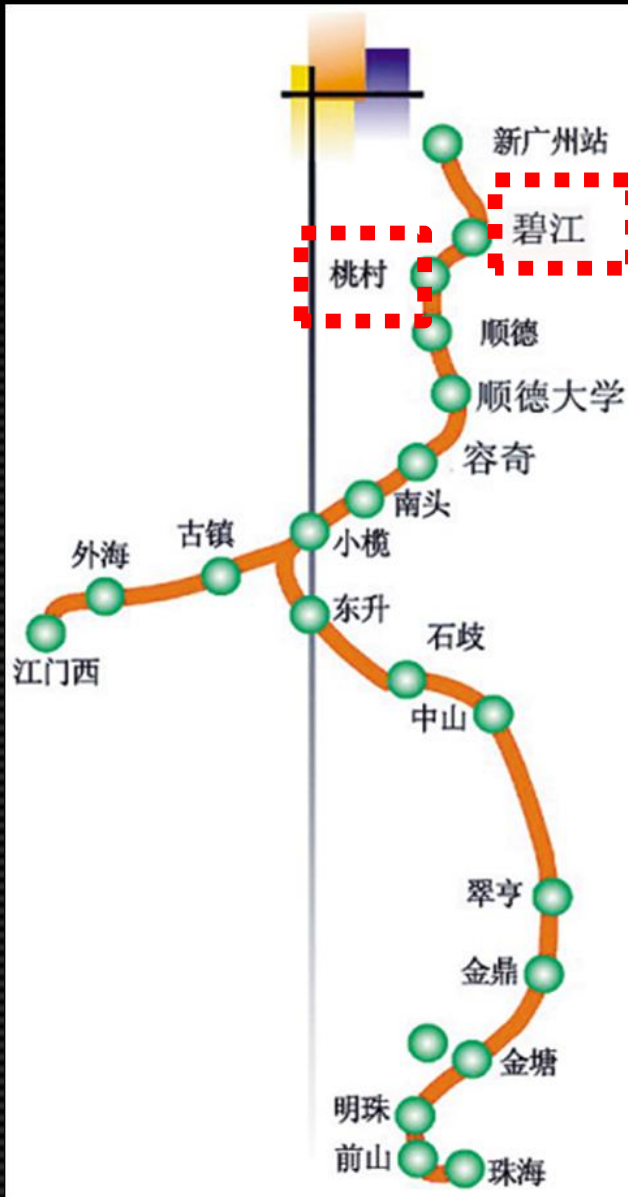 新广州站
碧江
桃村
顺德
顺德大学
容奇
南头
小榄
古镇
外海
江门西
东升
石歧
中山
翠亨
金鼎
金塘
明珠
前山
珠海